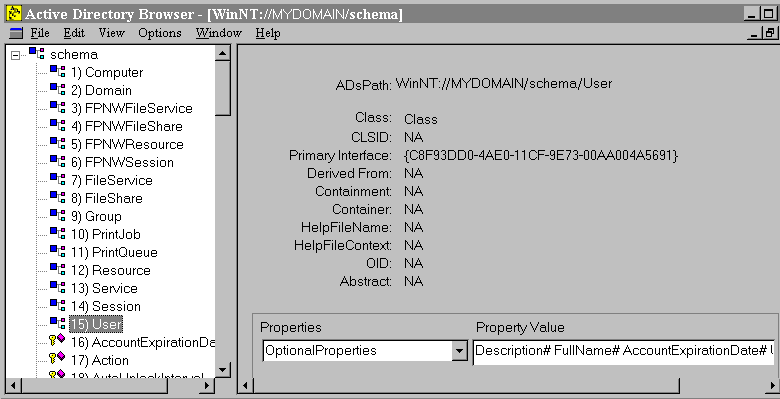 Active Directory Browser - [WinNT://MYDOMAIN/schema]
File Edit View Options Window Help
schema
1) Computer
2) Domain
3) FPNWFileService
4) FPNWFileShare
5) FPNWResource
6) FPNWSession
7) FileService
8) FileShare
9) Group
10) PrintJob
11) PrintQueue
12) Resource
13) Service
14) Session
15) User
16) AccountExpirationDa
17) Action
18) AutoUnlockInterval
ADsPath: WinNT://MYDOMAIN/schema/User
Class: Class
CLSID: NA
Primary Interface: {C8F93DD0-4AE0-11CF-9E73-00AA004A5691}
Derived From: NA
Containment: NA
Container: NA
HelpFileName: NA
HelpFileContext: NA
OID: NA
Abstract: NA
Properties Property Value
OptionalProperties Description# FullName# AccountExpirationDate#